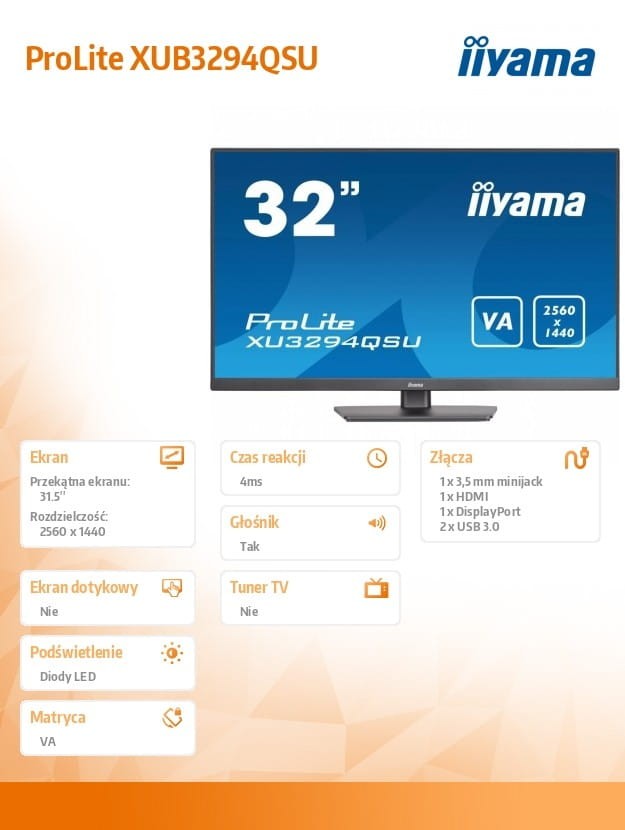 ProLite XUB3294QSU
iiyama
32”
iiyama
ProLite
XU3294QSU
VA
2560
x
1440
iiyama
Ekran
Przekątna ekranu:
31.5''
Rozdzielczość:
2560 x 1440
Czas reakcji
4ms
Głośnik
Tak
Złącza
1 x 3,5 mm minijack
1 x HDMI
1 x DisplayPort
2 x USB 3.0
Ekran dotykowy
Nie
Tuner TV
Nie
Podświetlenie
Diody LED
Matryca
VA